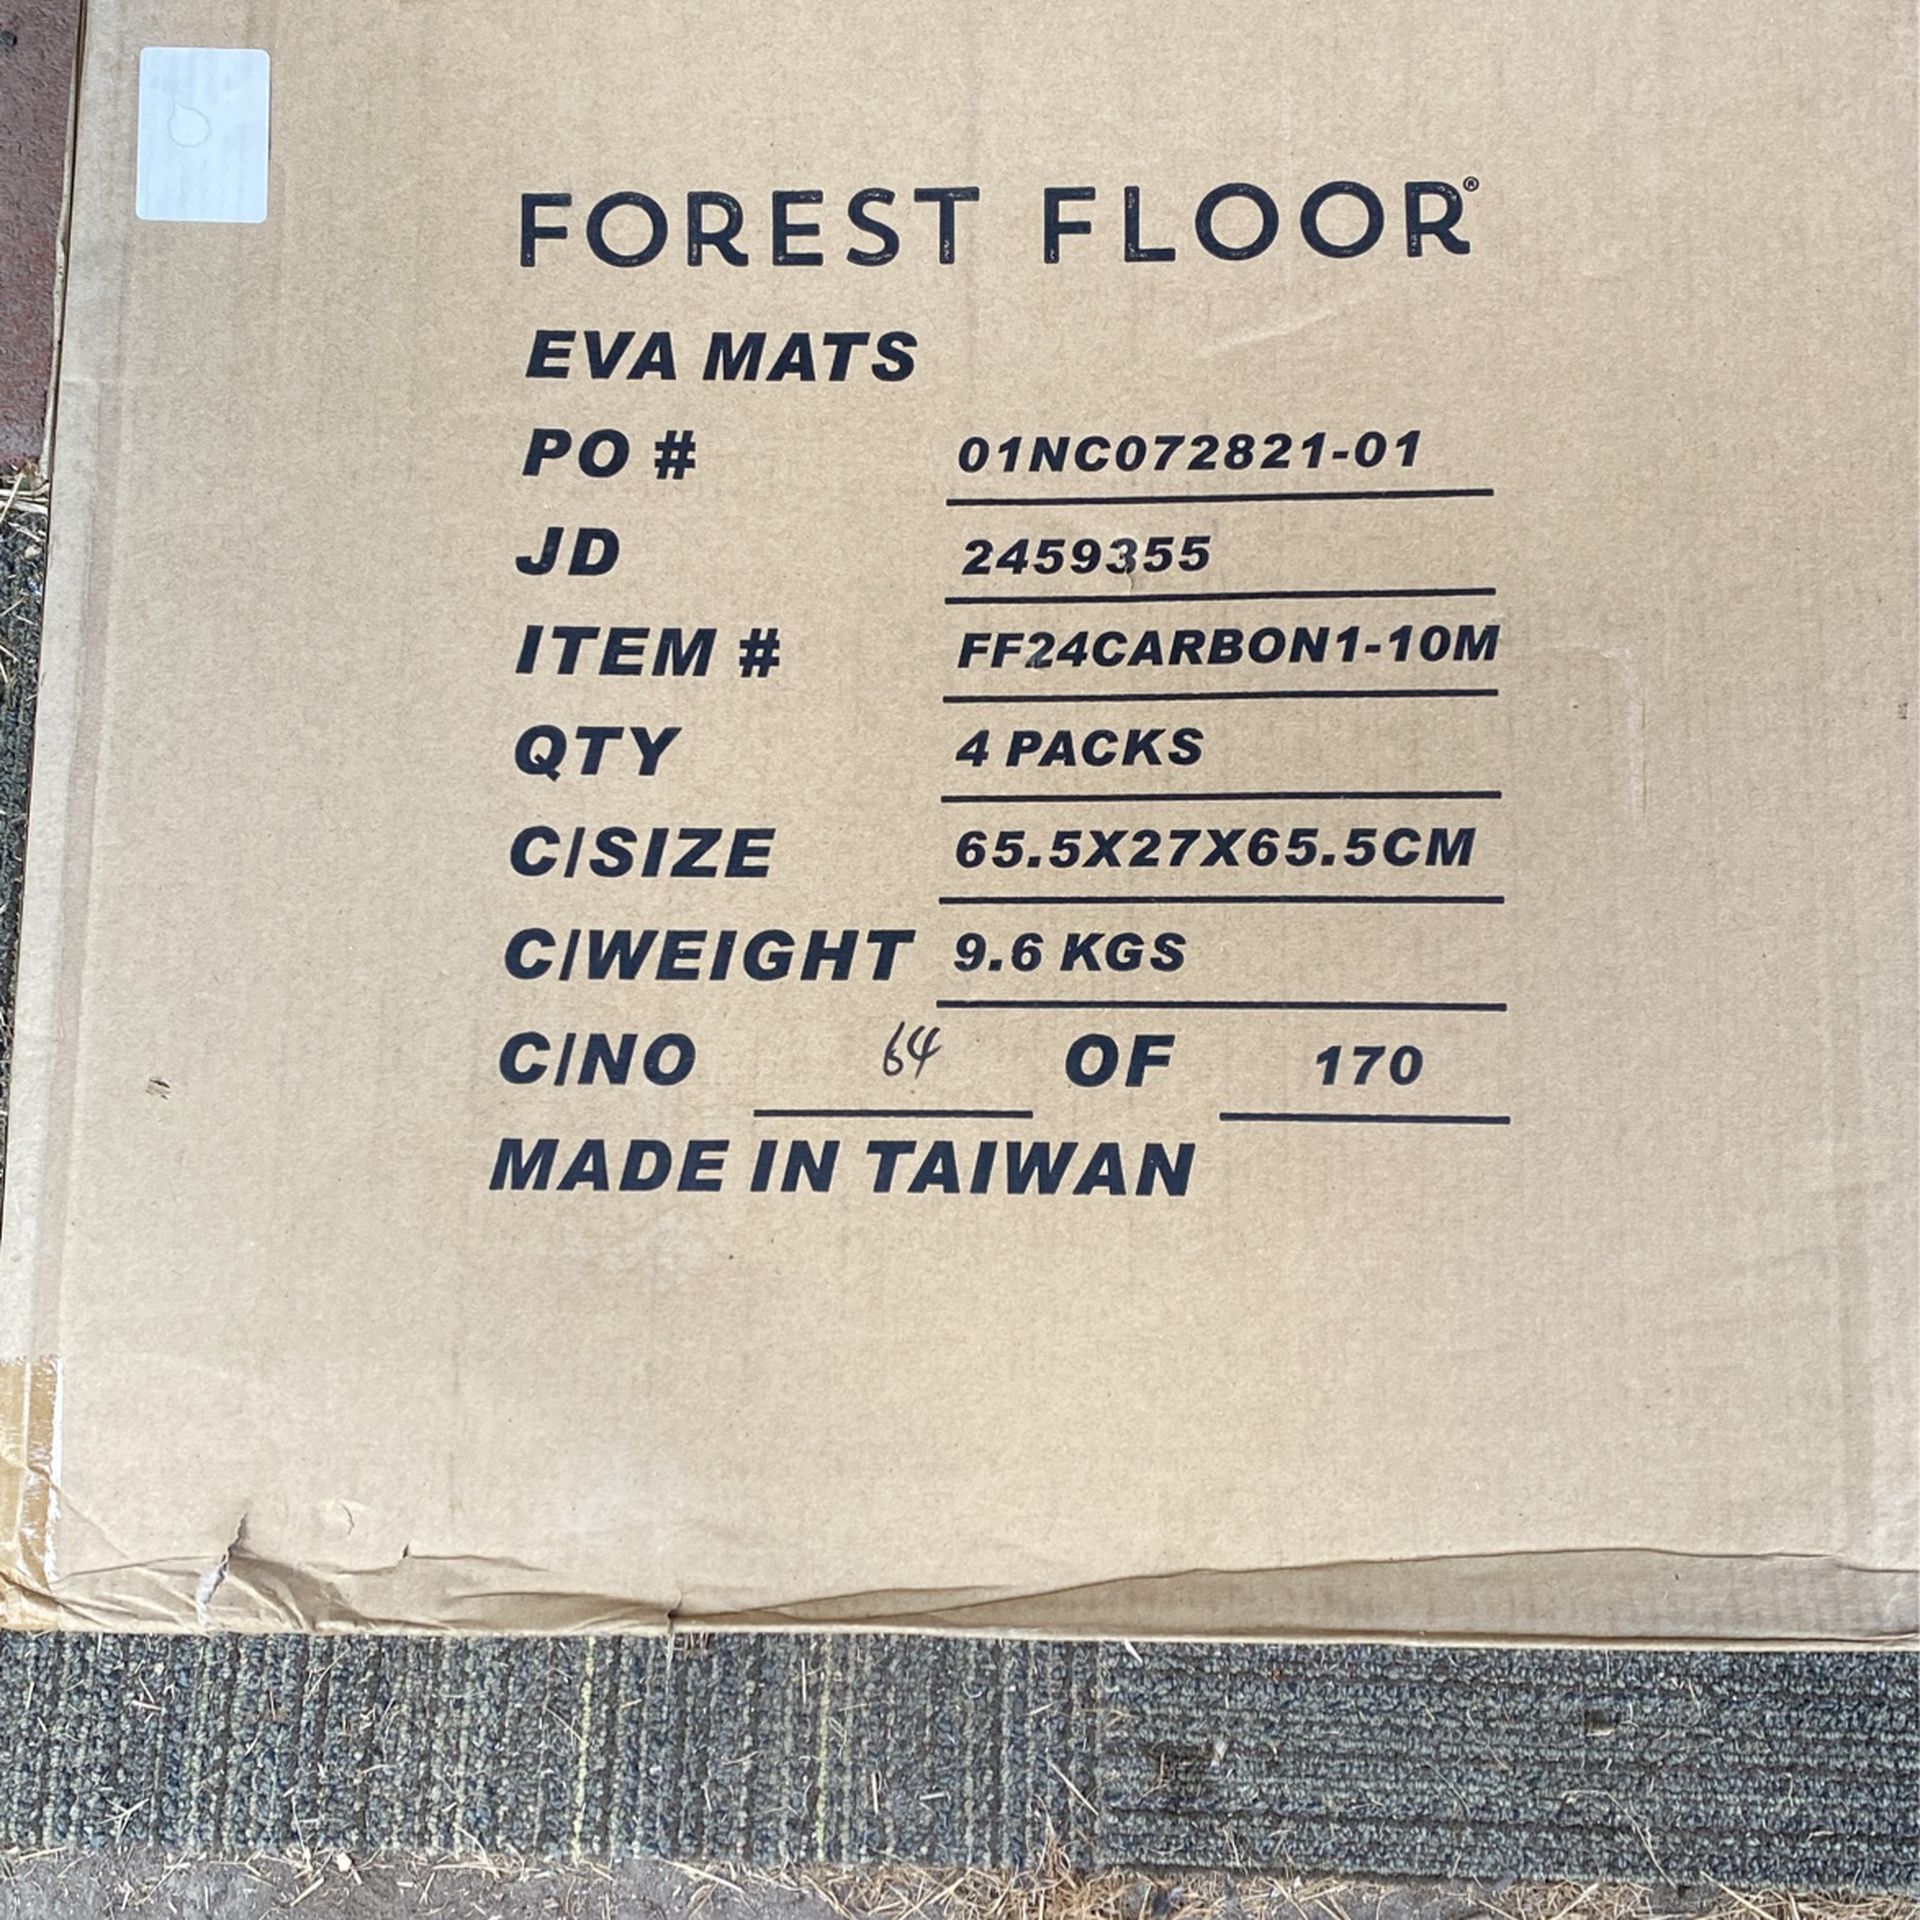 FOREST FLOOR®
EVA MATS
PO # 01NC072821-01
JD 2459355
ITEM # FF24CARBON1-10M
QTY 4 PACKS
C/SIZE 65.5X27X65.5CM
C/WEIGHT 9.6 KGS
C/NO 64 OF 170
MADE IN TAIWAN